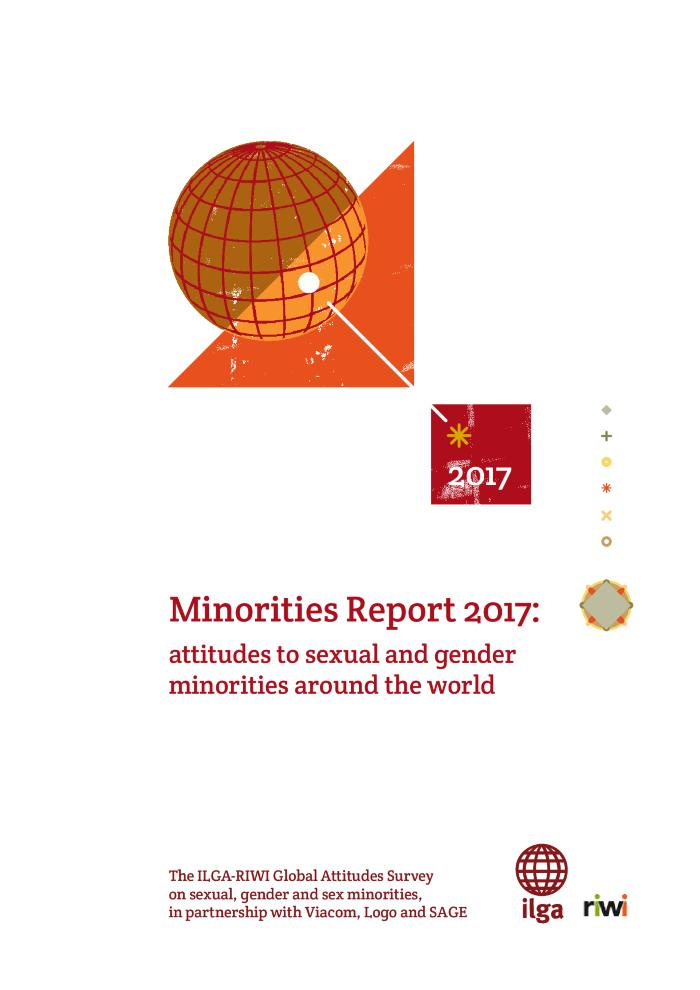 2017
Minorities Report 2017:
attitudes to sexual and gender
minorities around the world
The ILGA-RIWI Global Attitudes Survey
on sexual, gender and sex minorities,
in partnership with Viacom, Logo and SAGE
ilga
riwi